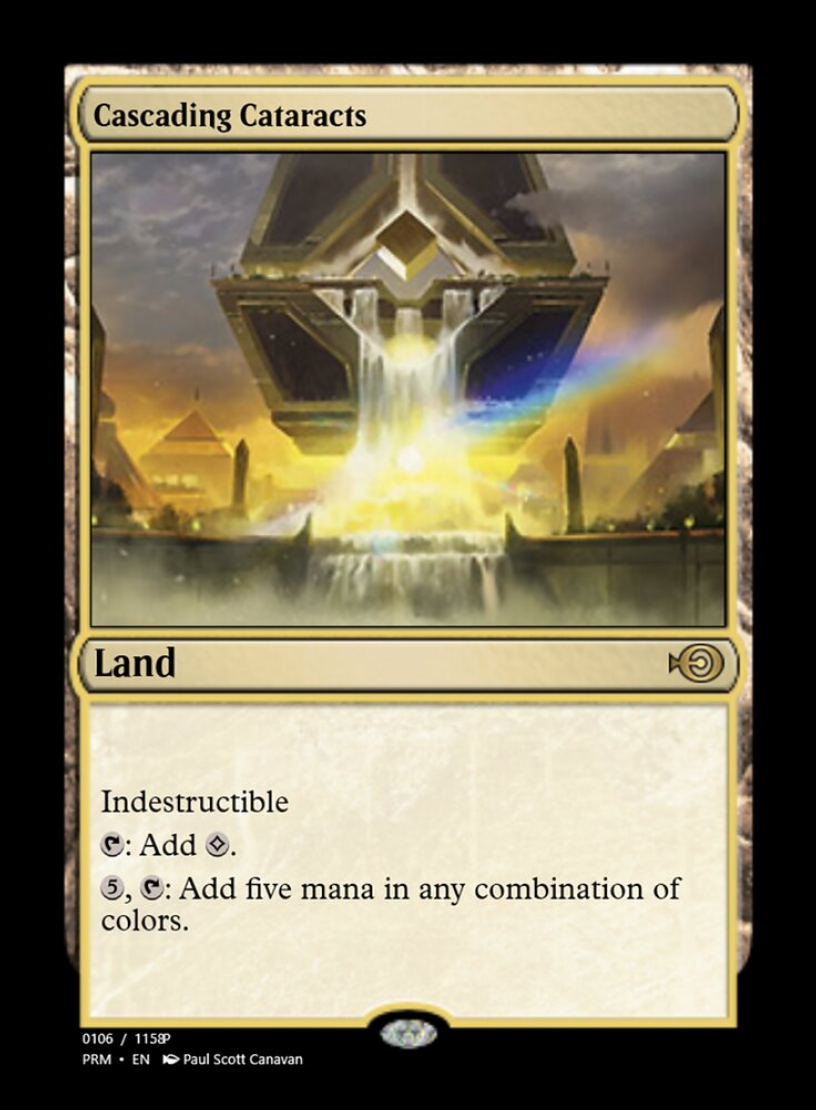 Cascading Cataracts
Land
Indestructible
: Add .
5, : Add five mana in any combination of
colors.
0106 / 1158P
PRM • EN Paul Scott Canavan